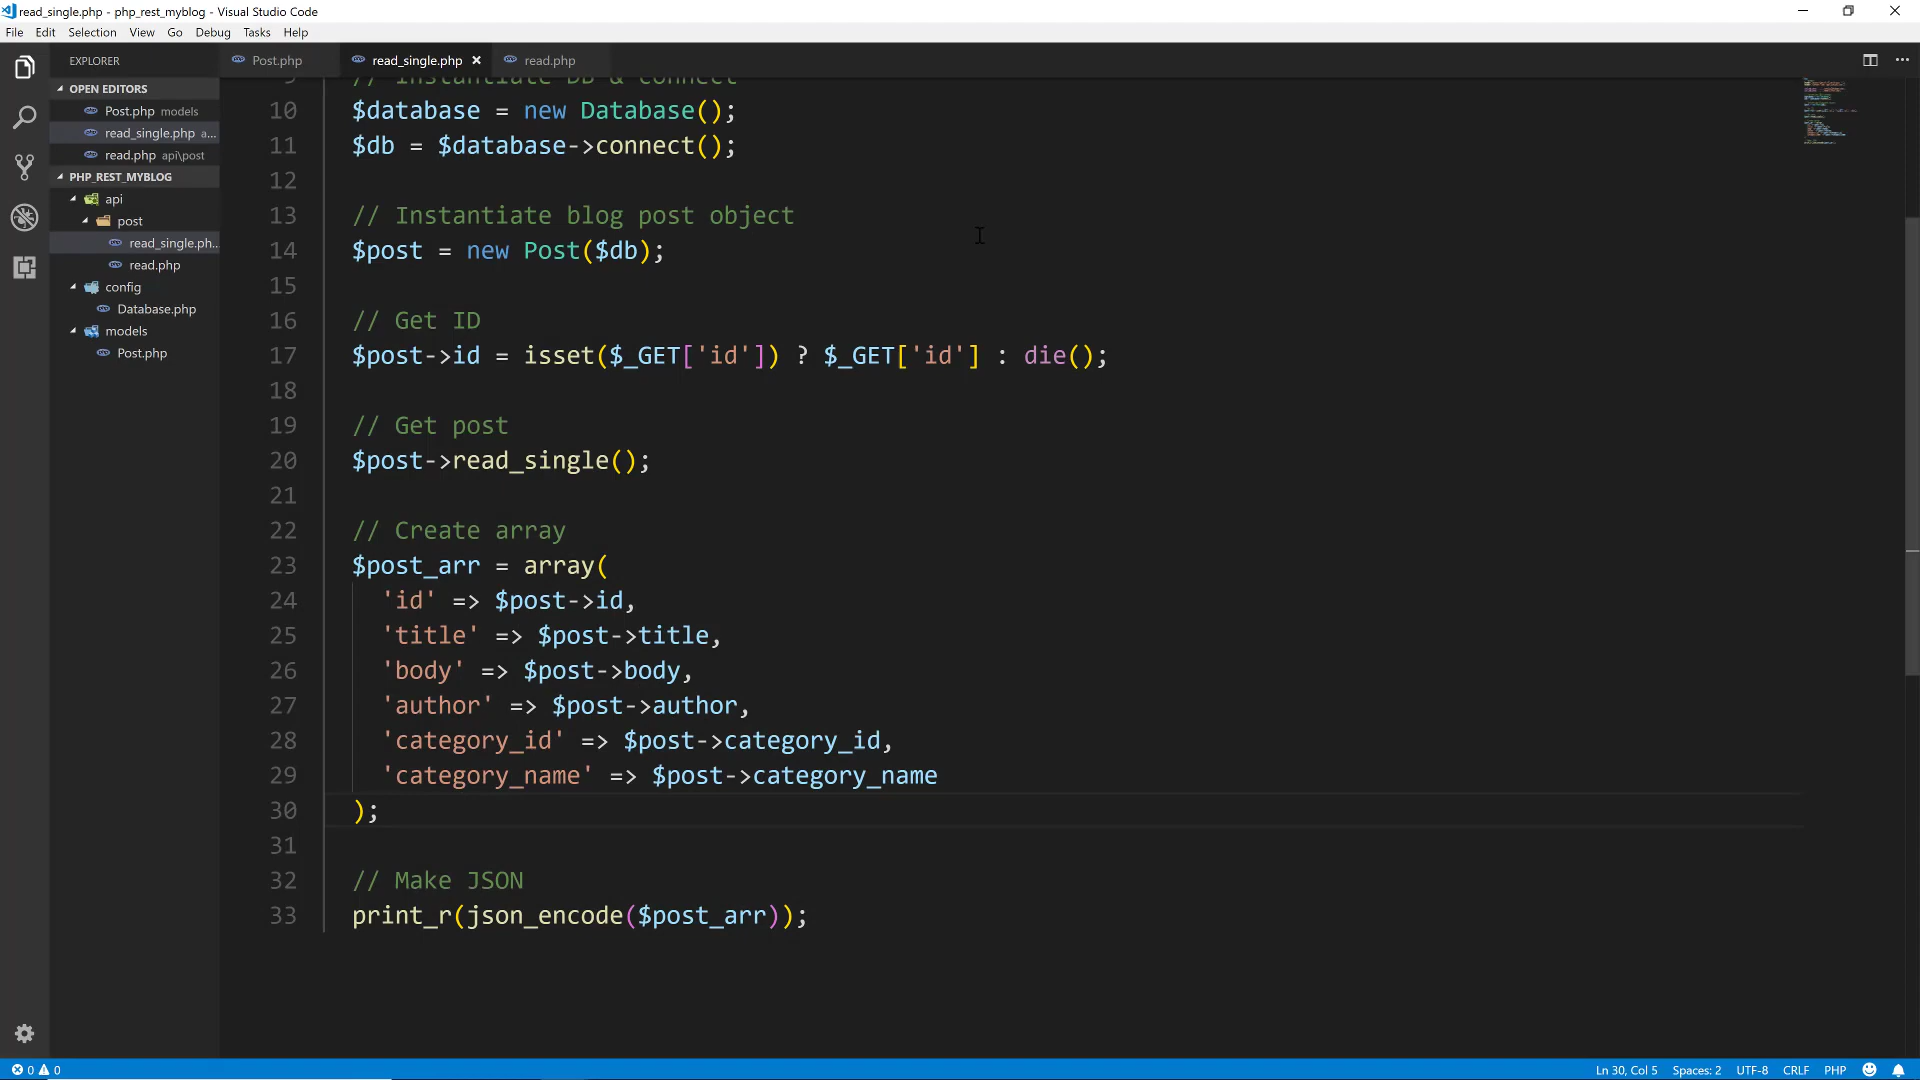 read_single.php - php_rest_myblog - Visual Studio Code
File Edit Selection View Go Debug Tasks Help
EXPLORER
OPEN EDITORS
Post.php models
read_single.php a...
read.php api\post
PHP_REST_MYBLOG
api
post
read_single.ph...
read.php
config
Database.php
models
Post.php
Post.php read_single.php read.php
// Instantiate DB & connect
10 $database = new Database();
11 $db = $database->connect();
12
13 // Instantiate blog post object
14 $post = new Post($db);
15
16 // Get ID
17 $post->id = isset($_GET['id']) ? $_GET['id'] : die();
18
19 // Get post
20 $post->read_single();
21
22 // Create array
23 $post_arr = array(
24 'id' => $post->id,
25 'title' => $post->title,
26 'body' => $post->body,
27 'author' => $post->author,
28 'category_id' => $post->category_id,
29 'category_name' => $post->category_name
30 );
31
32 // Make JSON
33 print_r(json_encode($post_arr));
0 0 Ln 30, Col 5 Spaces: 2 UTF-8 CRLF PHP